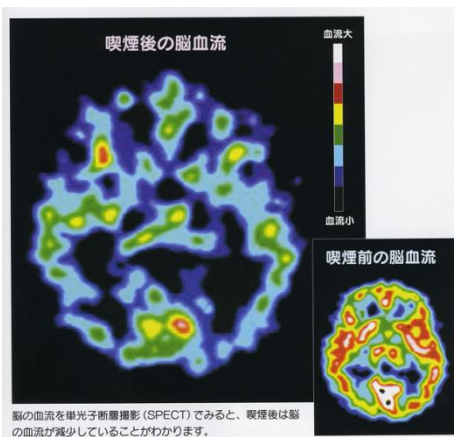 喫煙後の脳血流
血流大
血流小
喫煙前の脳血流
脳の血流を単光子断層撮影（SPECT）でみると、喫煙後は脳
の血流が減少していることがわかります。